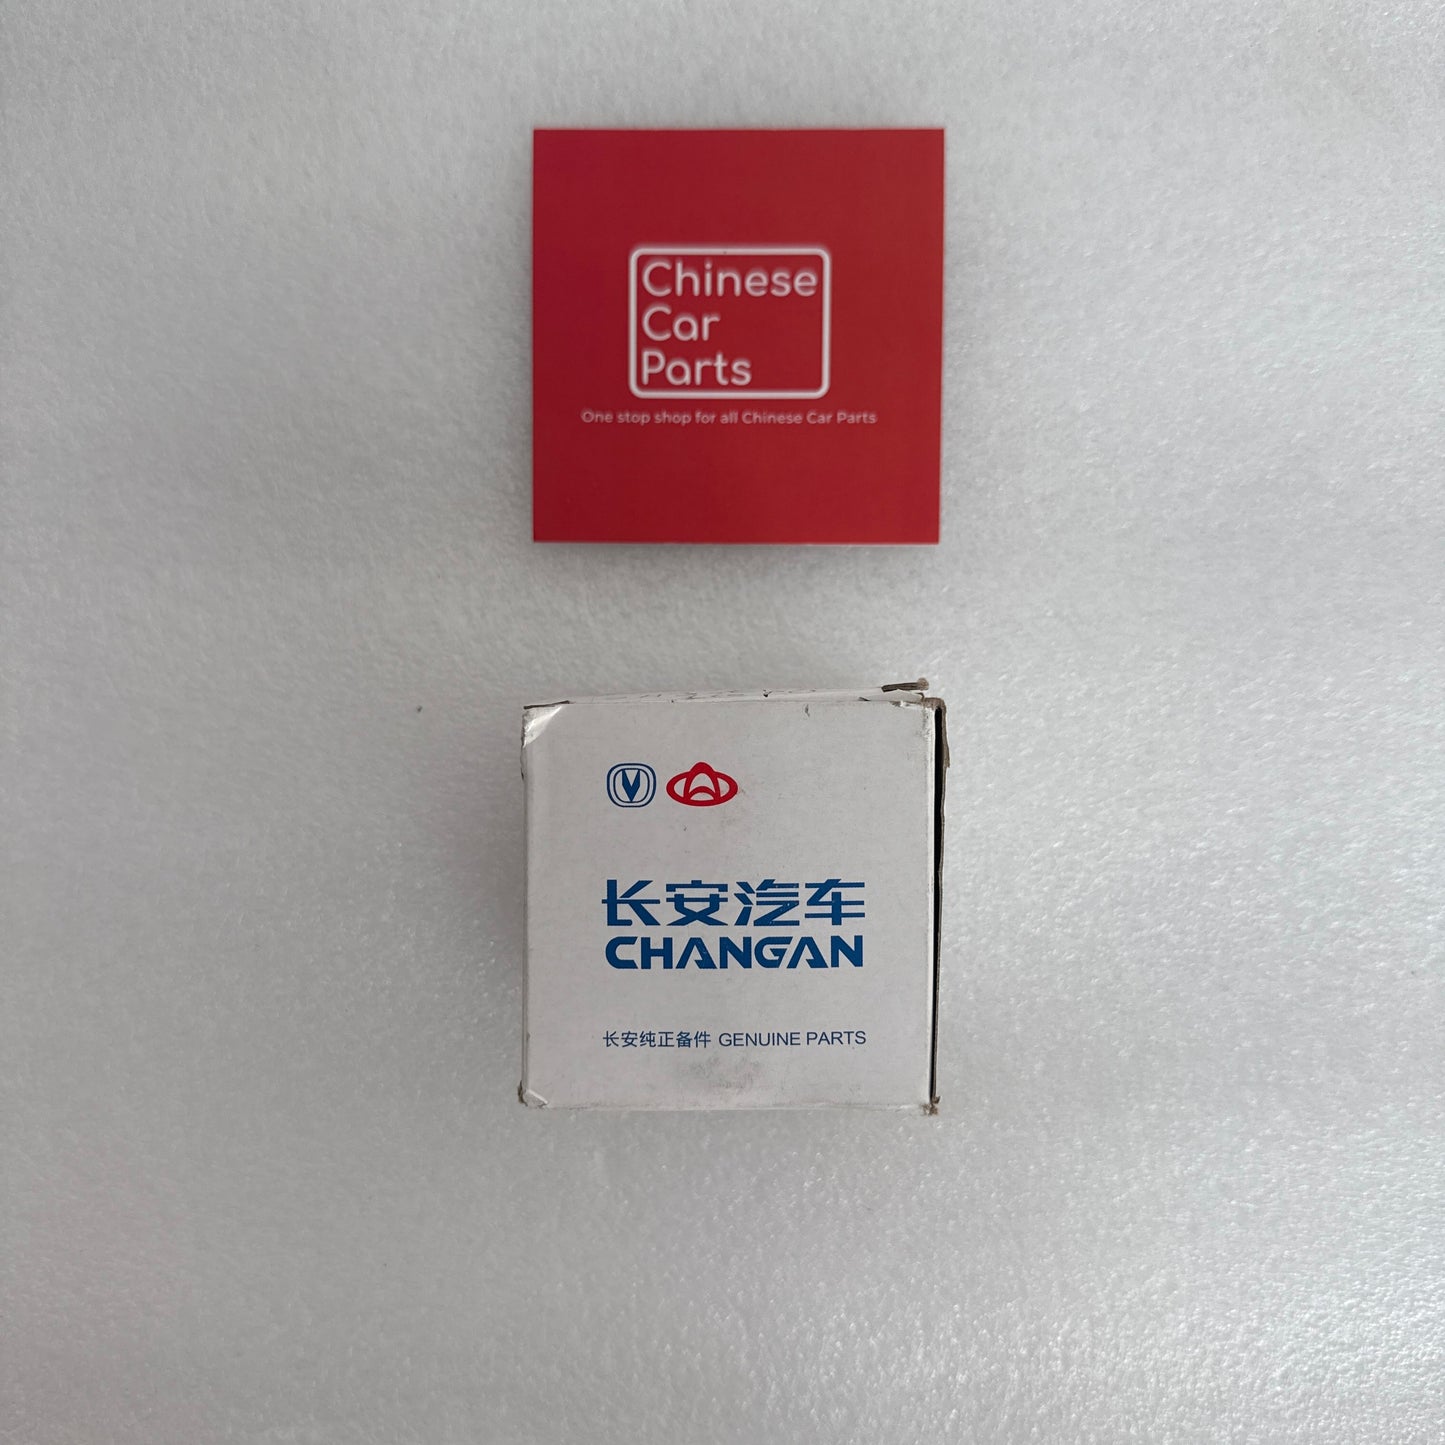 Chinese
Car
Parts
One stop shop for all Chinese Car Parts
长安汽车
CHANGAN
长安纯正备件 GENUINE PARTS